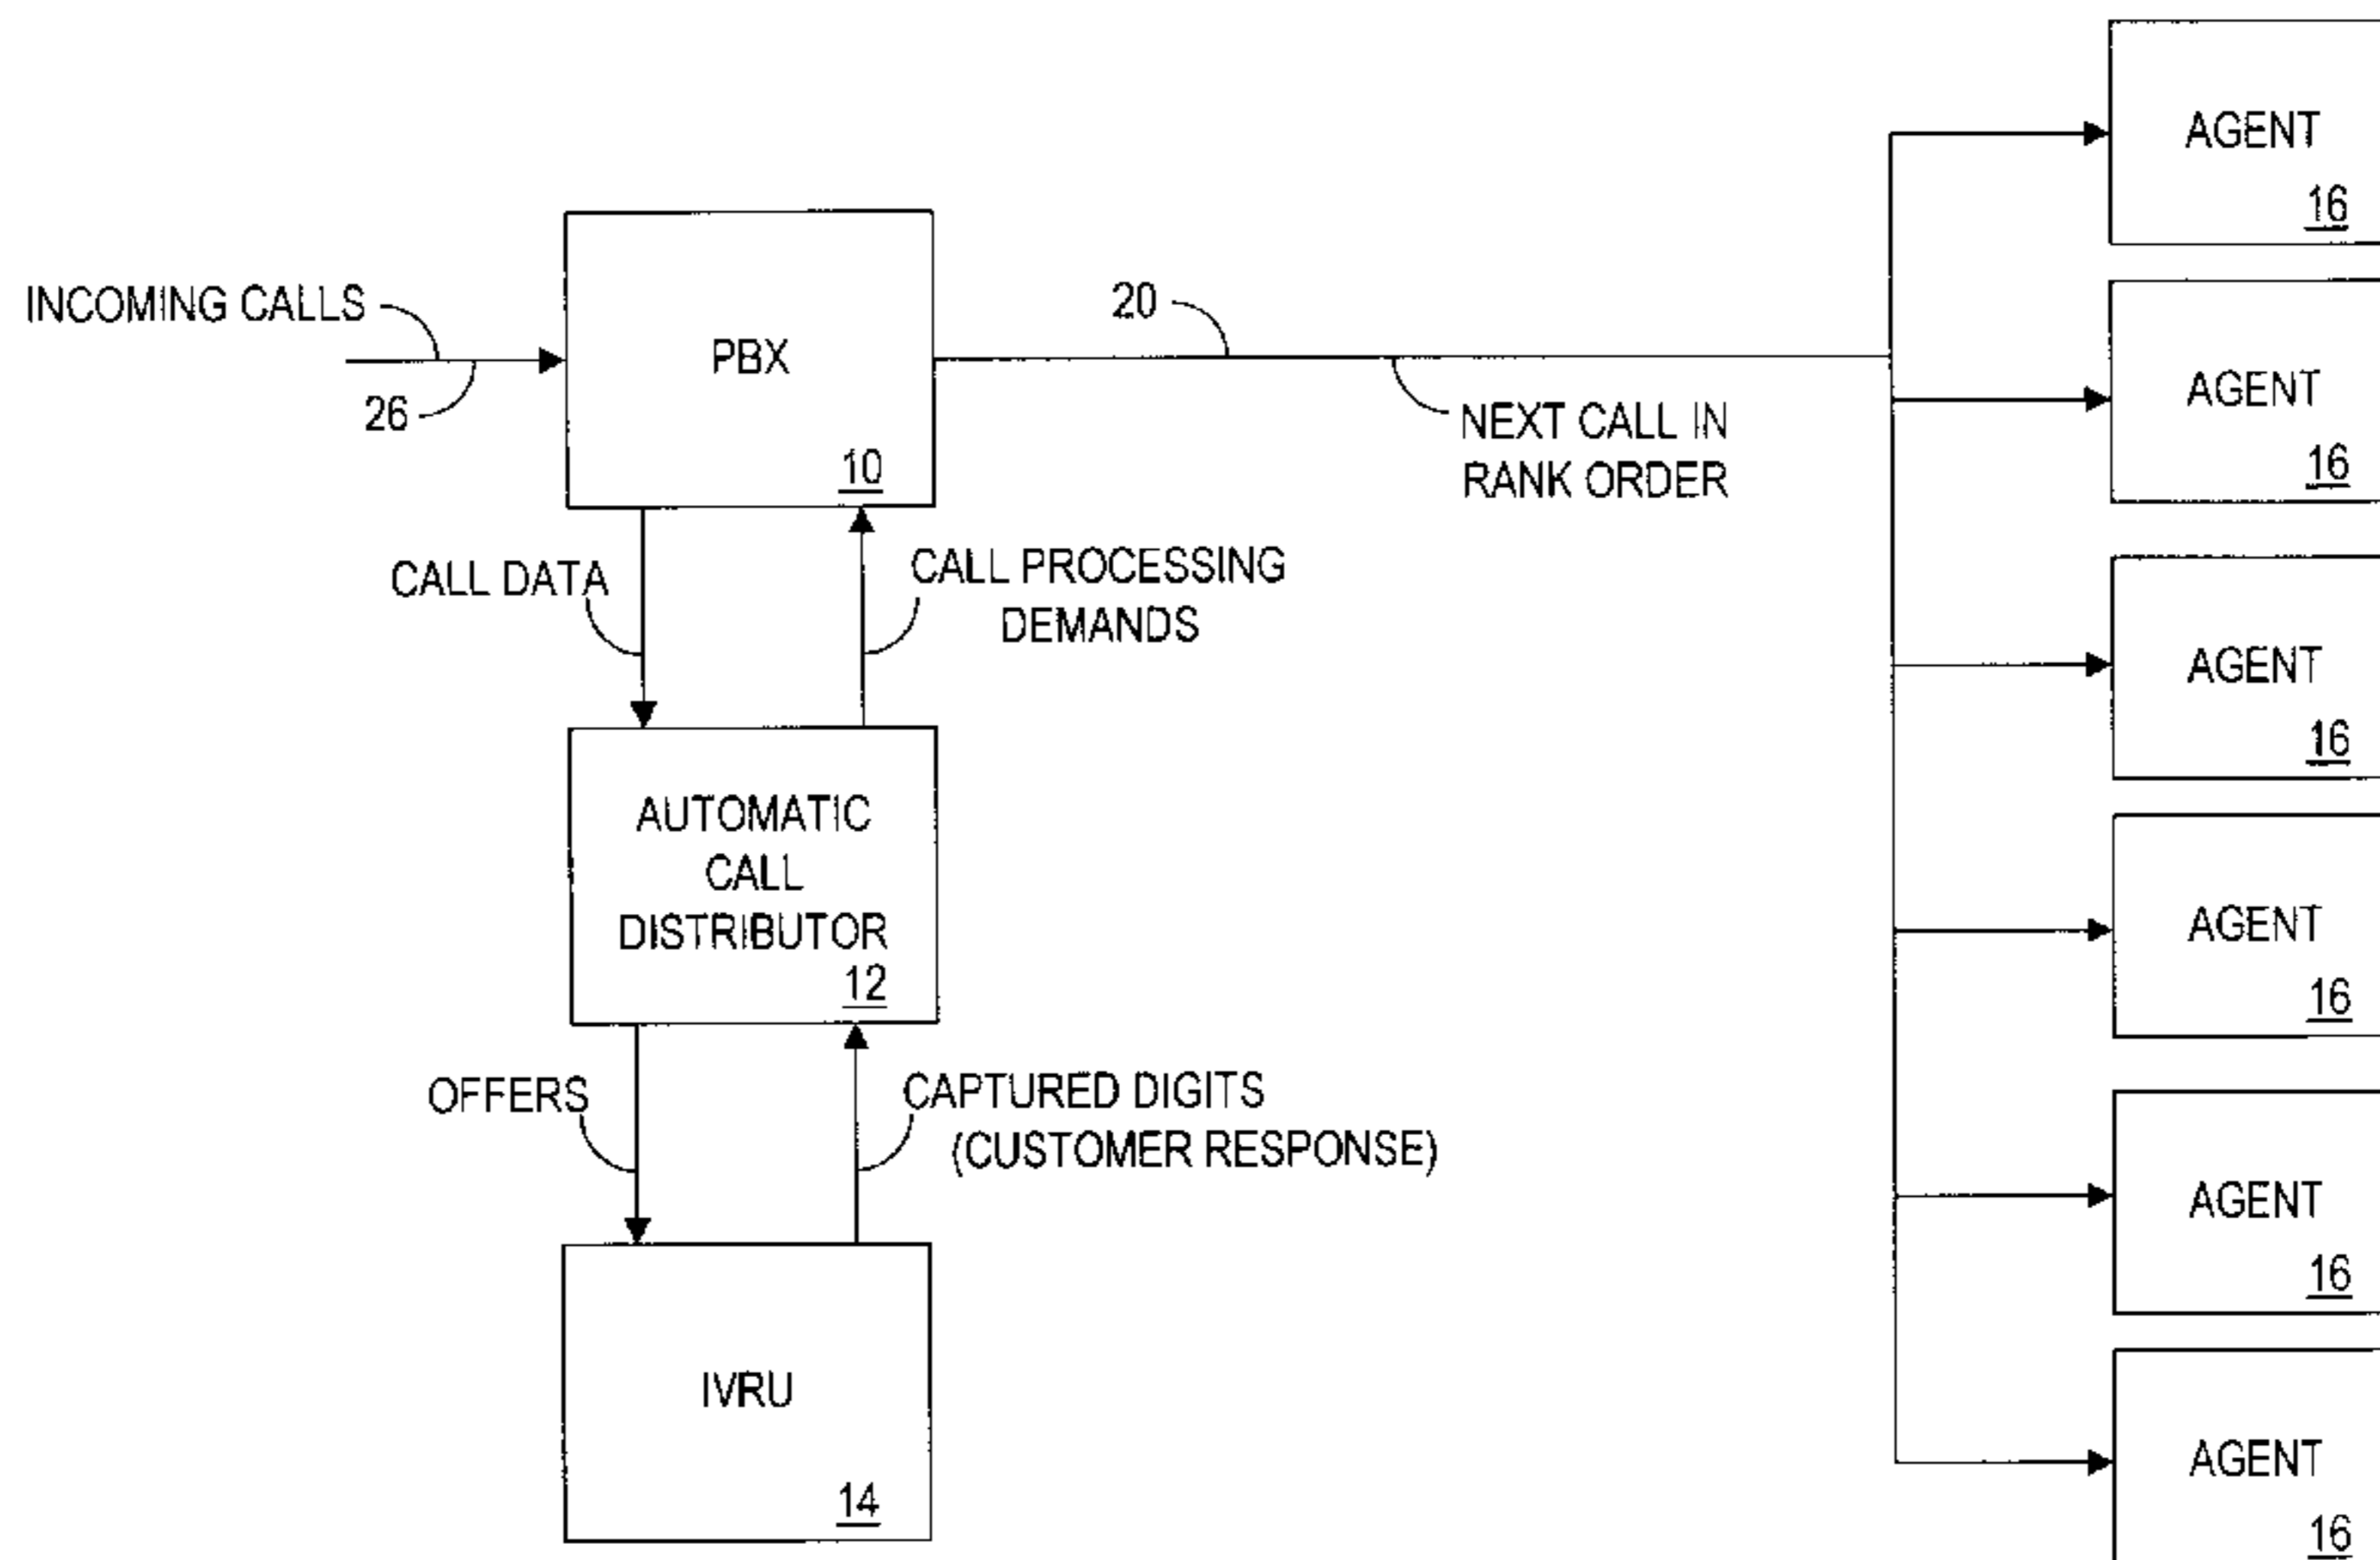 INCOMING CALLS
26
PBX
10
20
NEXT CALL IN
RANK ORDER
CALL DATA
CALL PROCESSING
DEMANDS
AUTOMATIC
CALL
DISTRIBUTOR
12
OFFERS
CAPTURED DIGITS
(CUSTOMER RESPONSE)
IVRU
14
AGENT
16
AGENT
16
AGENT
16
AGENT
16
AGENT
16
AGENT
16